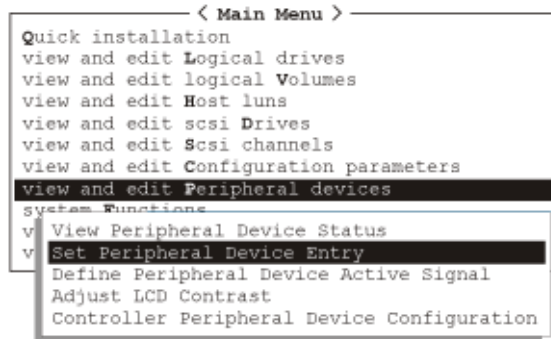 < Main Menu >
Quick installation
view and edit Logical drives
view and edit logical Volumes
view and edit Host luns
view and edit scsi Drives
view and edit Scsi channels
view and edit Configuration parameters
view and edit Peripheral devices
system Functions
v
View Peripheral Device Status
v
Set Peripheral Device Entry
Define Peripheral Device Active Signal
Adjust LCD Contrast
Controller Peripheral Device Configuration